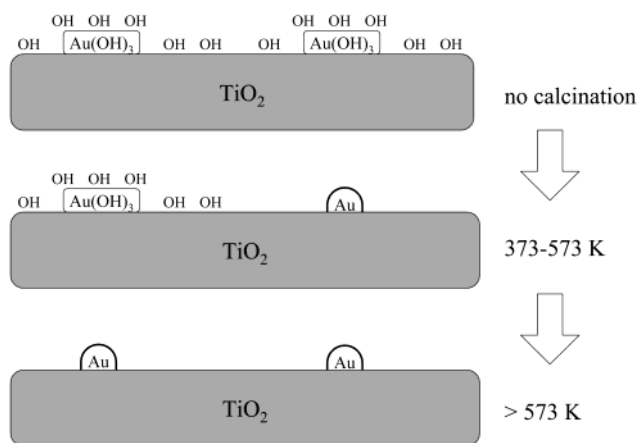 OH OH OH OH OH OH
OH Au(OH)₃ OH OH OH Au(OH)₃ OH OH
TiO₂
no calcination
OH OH OH
OH Au(OH)₃ OH OH Au
TiO₂
373-573 K
Au Au
TiO₂
> 573 K